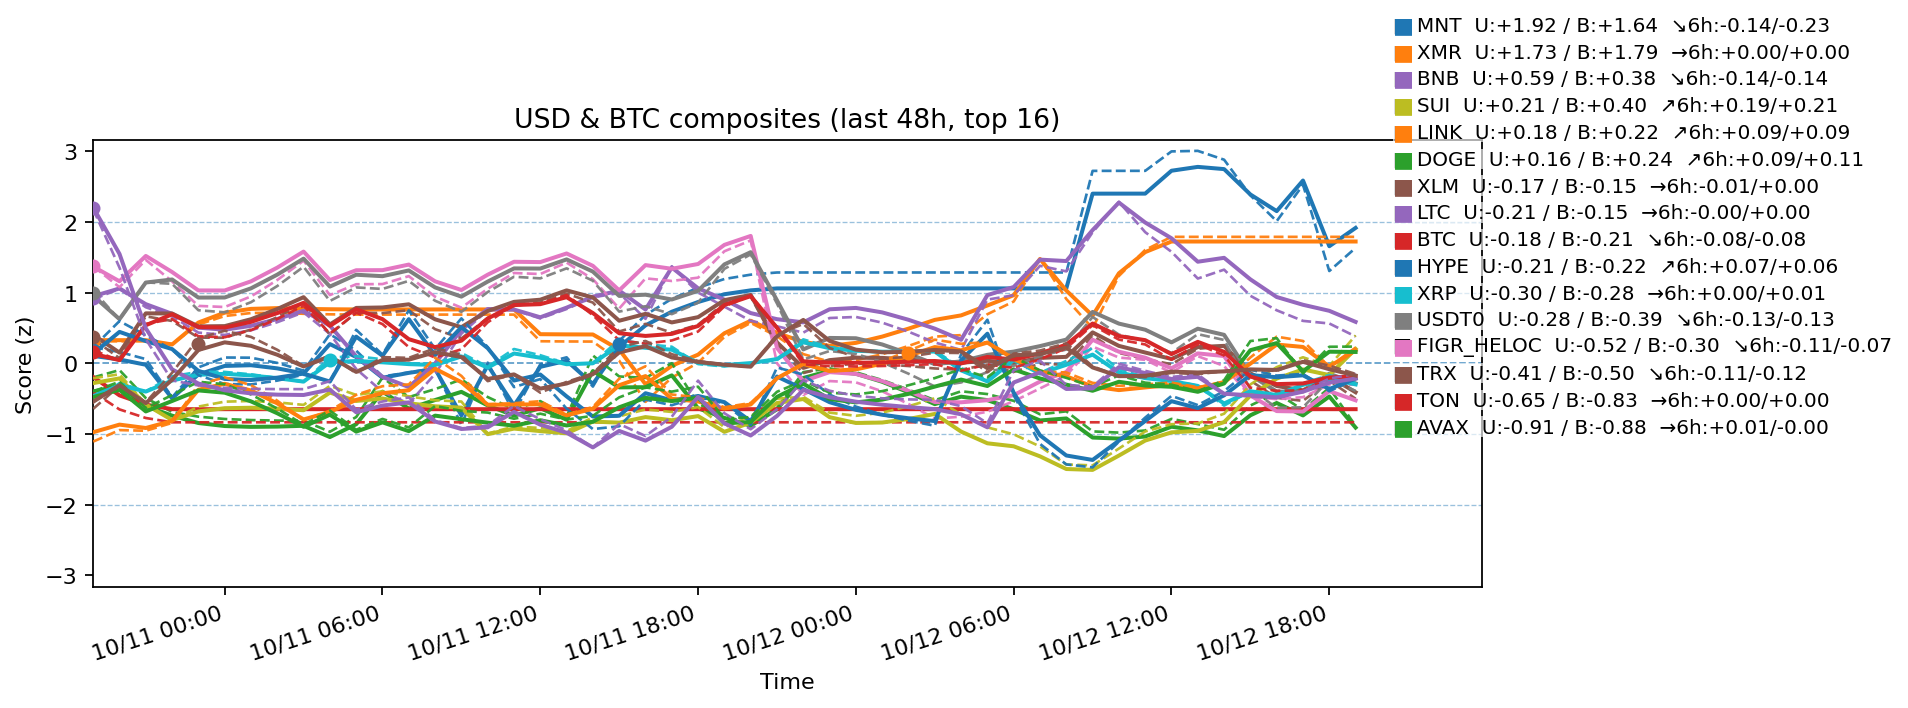 MNT U:+1.92 / B:+1.64 ↘6h:-0.14/-0.23
XMR U:+1.73 / B:+1.79 →6h:+0.00/+0.00
BNB U:+0.59 / B:+0.38 ↘6h:-0.14/-0.14
SUI U:+0.21 / B:+0.40 ↗6h:+0.19/+0.21
LINK U:+0.18 / B:+0.22 ↗6h:+0.09/+0.09
DOGE U:+0.16 / B:+0.24 ↗6h:+0.09/+0.11
XLM U:-0.17 / B:-0.15 →6h:-0.01/+0.00
LTC U:-0.21 / B:-0.15 →6h:-0.00/+0.00
BTC U:-0.18 / B:-0.21 ↘6h:-0.08/-0.08
HYPE U:-0.21 / B:-0.22 ↗6h:+0.07/+0.06
XRP U:-0.30 / B:-0.28 →6h:+0.00/+0.01
USDT0 U:-0.28 / B:-0.39 ↘6h:-0.13/-0.13
FIGR_HELOC U:-0.52 / B:-0.30 ↘6h:-0.11/-0.07
TRX U:-0.41 / B:-0.50 ↘6h:-0.11/-0.12
TON U:-0.65 / B:-0.83 →6h:+0.00/+0.00
AVAX U:-0.91 / B:-0.88 →6h:+0.01/-0.00
USD & BTC composites (last 48h, top 16)
Score (z)
3
2
1
0
−1
−2
−3
10/11 00:00
10/11 06:00
10/11 12:00
10/11 18:00
10/12 00:00
10/12 06:00
10/12 12:00
10/12 18:00
Time